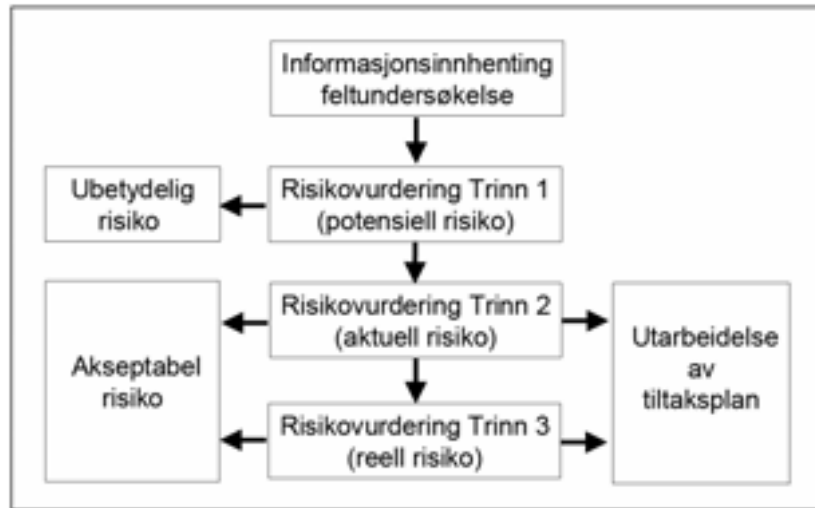 Informasjonsinnhenting
feltundersøkelse
Ubetydelig
risiko
Risikovurdering Trinn 1
(potensiell risiko)
Akseptabel
risiko
Risikovurdering Trinn 2
(aktuell risiko)
Utarbeidelse
av
tiltaksplan
Risikovurdering Trinn 3
(reell risiko)